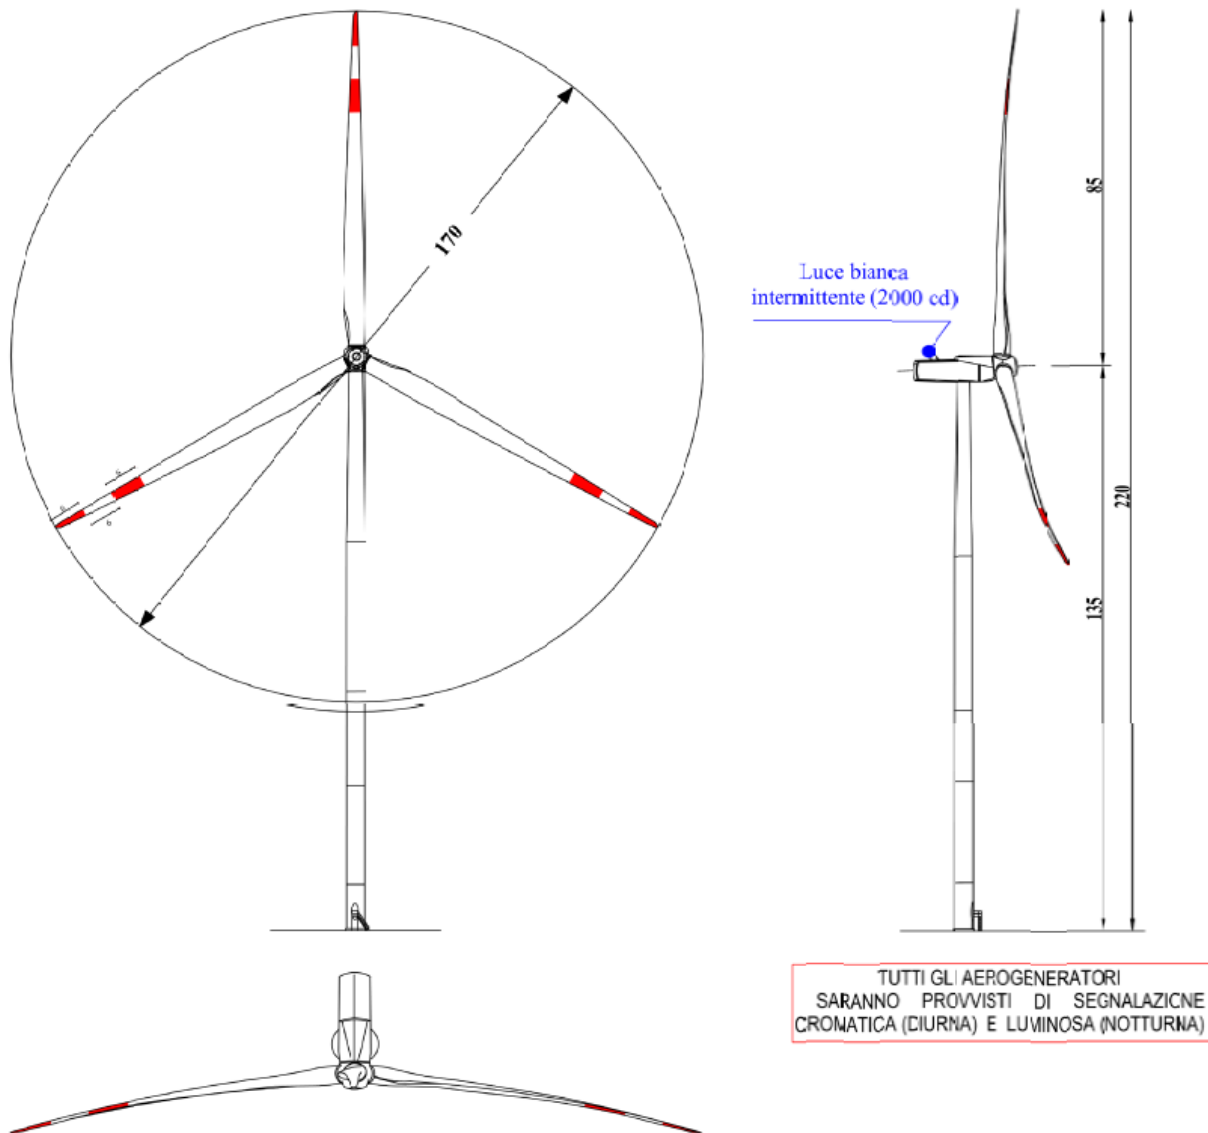 170
Luce bianca
intermittente (2000 cd)
85
220
135
TUTTI GLI AEROGENERATORI
SARANNO PROVVISTI DI SEGNALAZIONE
CROMATICA (DIURNA) E LUMINOSA (NOTTURNA)